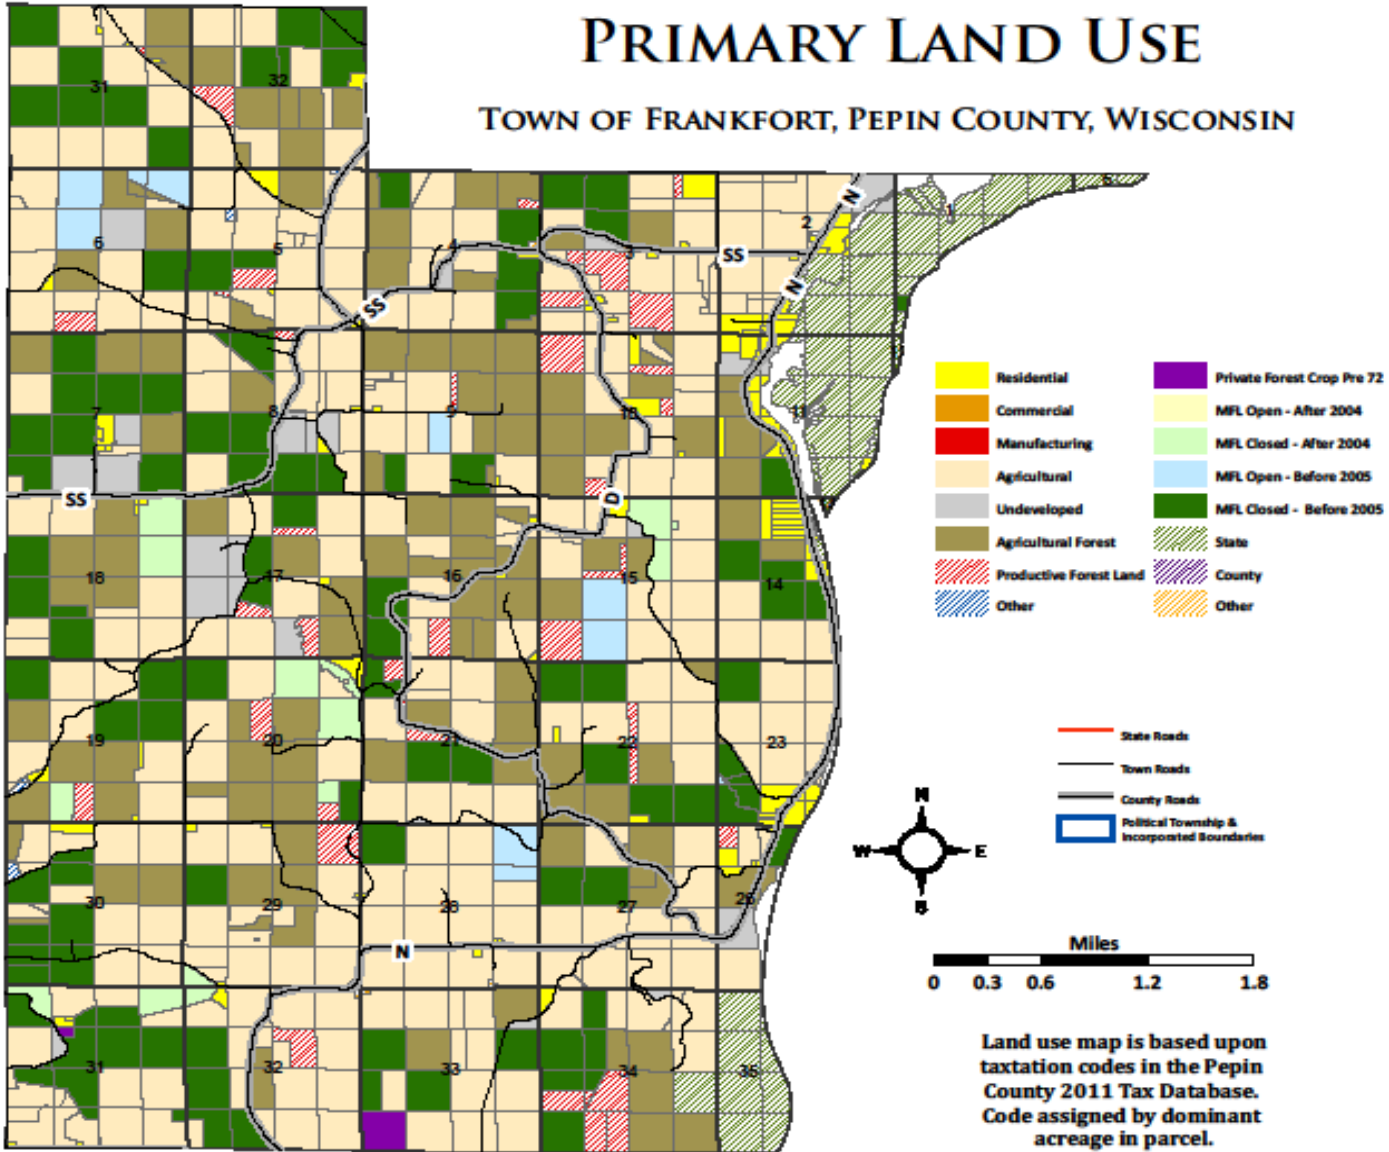 PRIMARY LAND USE
TOWN OF FRANKFORT, PEPIN COUNTY, WISCONSIN
31
32
6
5
4
3
2
1
6
N
SS
SS
N
7
8
9
10
11
SS
D
18
17
16
15
14
19
20
21
22
23
30
29
28
27
26
N
31
32
33
34
35
Residential
Commercial
Manufacturing
Agricultural
Undeveloped
Agricultural Forest
Productive Forest Land
Other
Private Forest Crop Pre 72
MFL Open - After 2004
MFL Closed - After 2004
MFL Open - Before 2005
MFL Closed - Before 2005
State
County
Other
State Roads
Town Roads
County Roads
Political Township &
Incorporated Boundaries
N
W E
S
Miles
0 0.3 0.6 1.2 1.8
Land use map is based upon
taxtation codes in the Pepin
County 2011 Tax Database.
Code assigned by dominant
acreage in parcel.